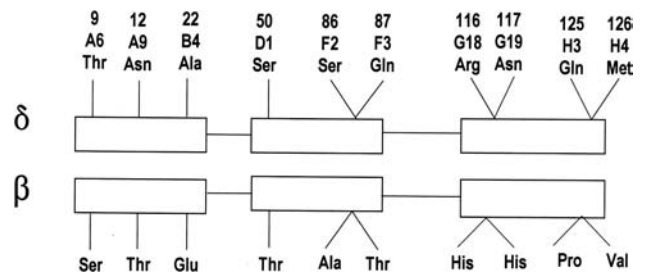 9 12 22 50 86 87 116 117 125 126
A6 A9 B4 D1 F2 F3 G18 G19 H3 H4
Thr Asn Ala Ser Ser Gln Arg Asn Gln Met
δ
β
Ser Thr Glu Thr Ala Thr His His Pro Val